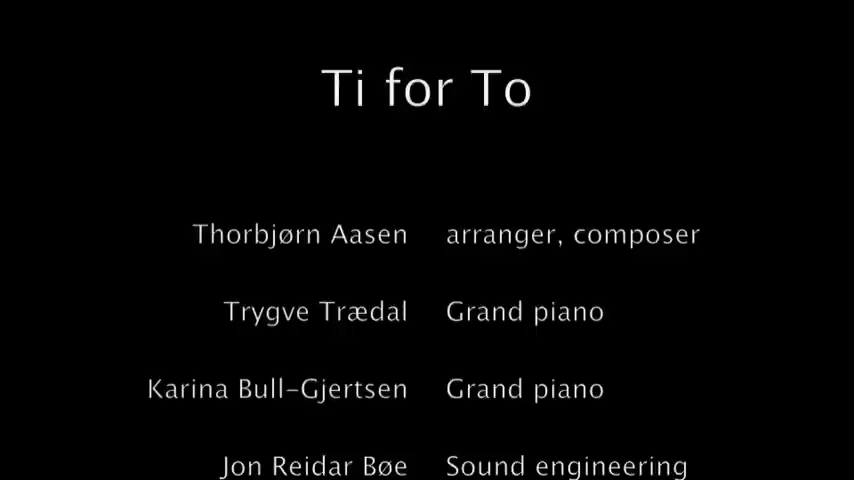 Ti for To
Thorbjørn Aasen arranger, composer
Trygve Trædal Grand piano
Karina Bull-Gjertsen Grand piano
Jon Reidar Bøe Sound engineering